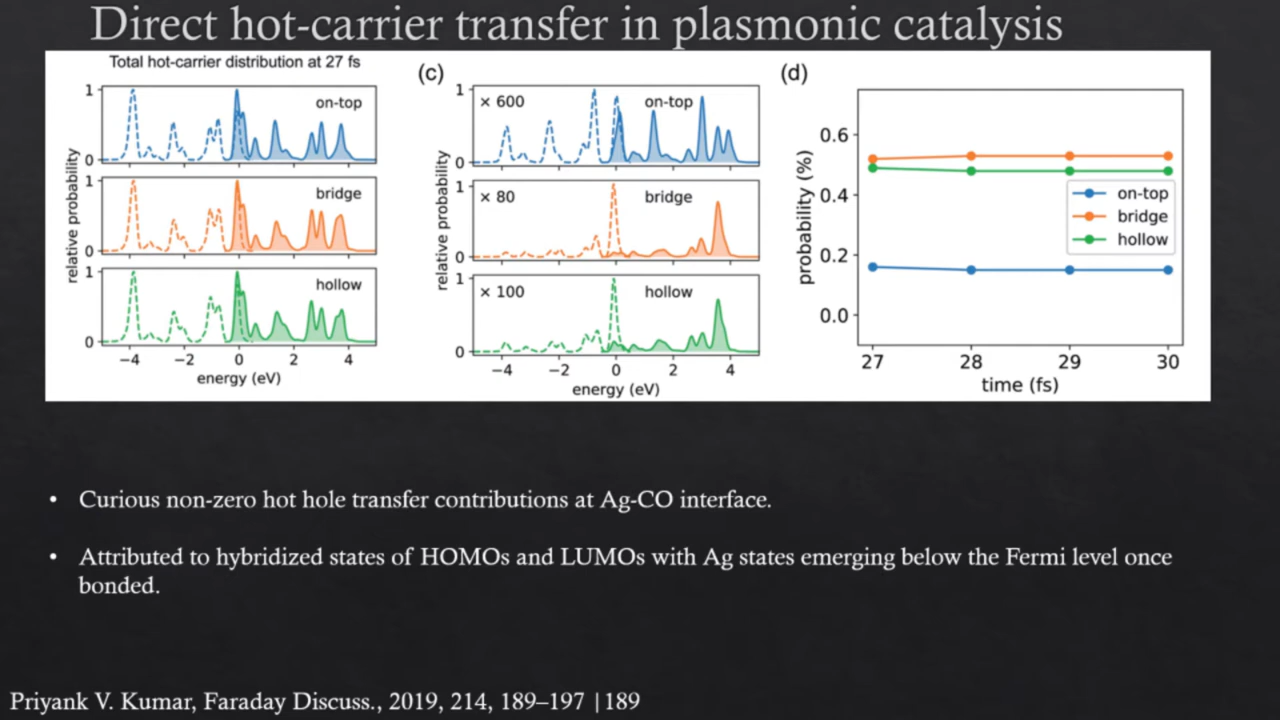 Direct hot-carrier transfer in plasmonic catalysis
Total hot-carrier distribution at 27 fs
relative probability
1
on-top
0
1
bridge
0
1
hollow
0
−4 −2 0 2 4
energy (eV)
(c)
relative probability
1
× 600
on-top
0
1
× 80
bridge
0
1
× 100
hollow
0
−4 −2 0 2 4
energy (eV)
(d)
probability (%)
0.6
0.4
0.2
0.0
on-top
bridge
hollow
27 28 29 30
time (fs)
• Curious non-zero hot hole transfer contributions at Ag-CO interface.
• Attributed to hybridized states of HOMOs and LUMOs with Ag states emerging below the Fermi level once
bonded.
Priyank V. Kumar, Faraday Discuss., 2019, 214, 189–197 |189